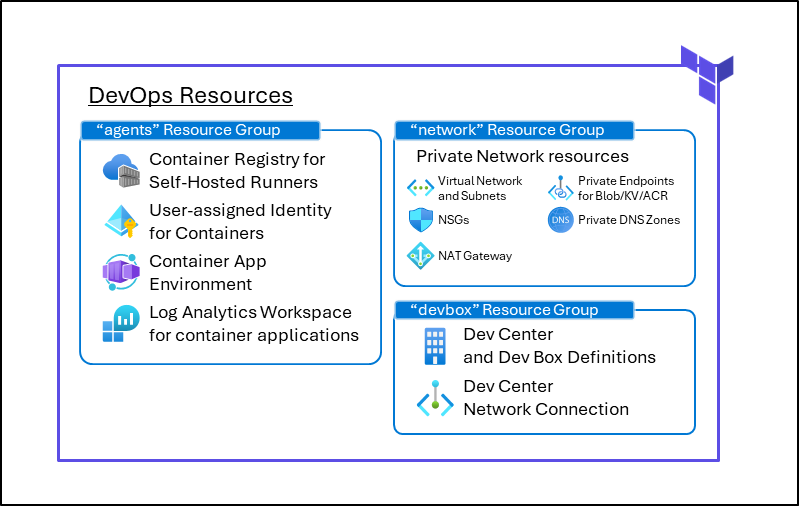 DevOps Resources
“agents” Resource Group
Container Registry for
Self-Hosted Runners
User-assigned Identity
for Containers
Container App
Environment
Log Analytics Workspace
for container applications
“network” Resource Group
Private Network resources
Virtual Network
and Subnets
Private Endpoints
for Blob/KV/ACR
NSGs
DNS
Private DNS Zones
NAT Gateway
“devbox” Resource Group
Dev Center
and Dev Box Definitions
Dev Center
Network Connection